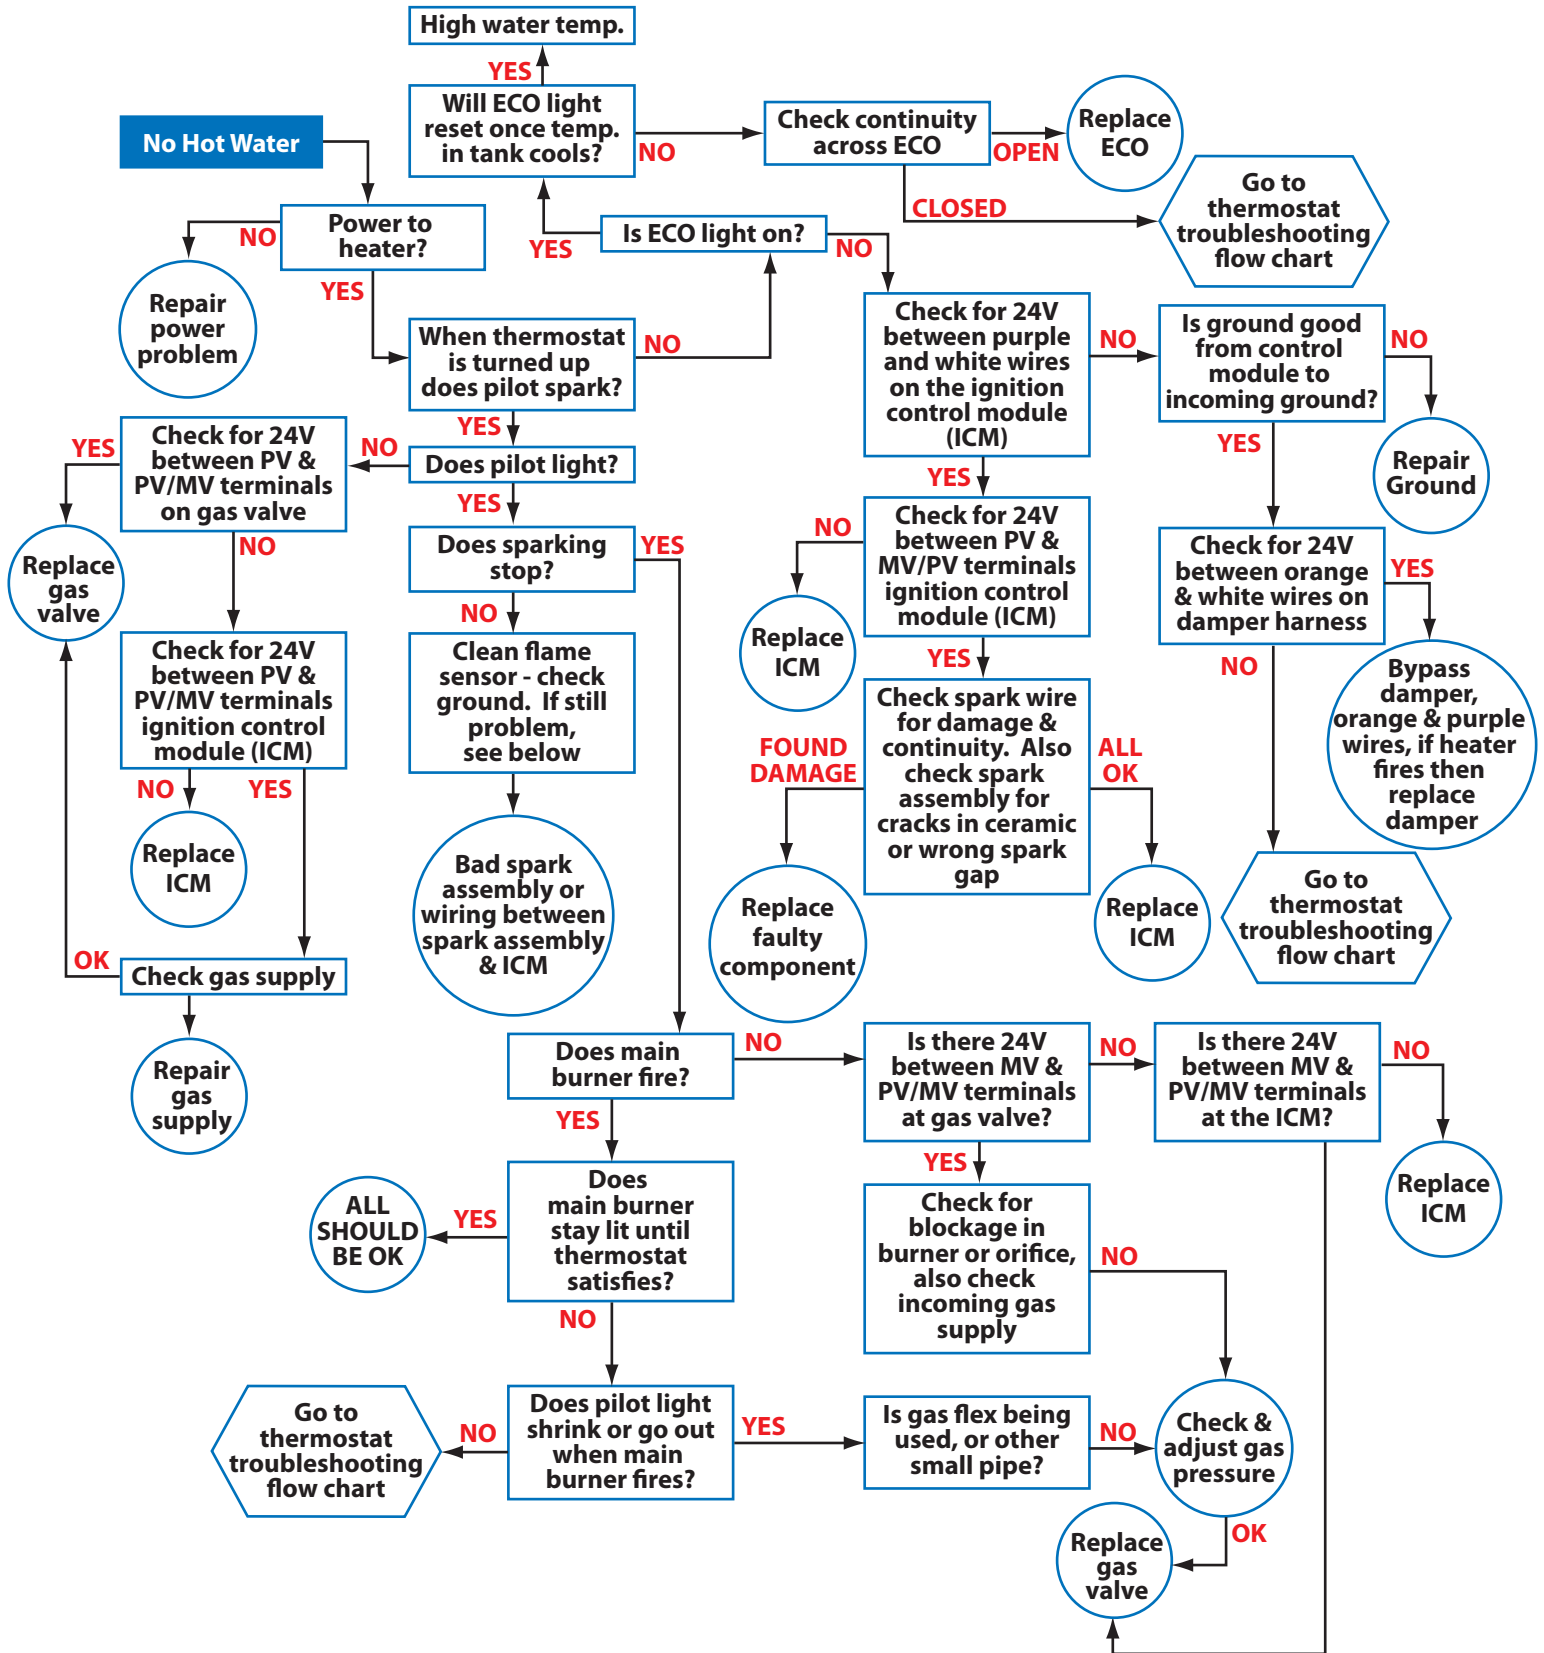 High water temp.
YES
Will ECO light
reset once temp.
in tank cools?
NO
Check continuity
across ECO
OPEN
Replace
ECO
CLOSED
Go to
thermostat
troubleshooting
flow chart
No Hot Water
Power to
heater?
NO
Repair
power
problem
YES
Is ECO light on?
YES
NO
When thermostat
is turned up
does pilot spark?
NO
YES
Check for 24V
between purple
and white wires
on the ignition
control module
(ICM)
NO
Is ground good
from control
module to
incoming ground?
NO
Repair
Ground
YES
YES
Does pilot light?
NO
YES
Check for 24V
between PV &
PV/MV terminals
on gas valve
YES
Replace
gas
valve
NO
Check for 24V
between PV &
PV/MV terminals
ignition control
module (ICM)
NO
YES
Replace
ICM
OK
Check gas supply
Repair
gas
supply
Does sparking
stop?
YES
NO
Clean flame
sensor - check
ground. If still
problem,
see below
Bad spark
assembly or
wiring between
spark assembly
& ICM
Check for 24V
between PV &
MV/PV terminals
ignition control
module (ICM)
NO
Replace
ICM
YES
Check spark wire
for damage &
continuity. Also
check spark
assembly for
cracks in ceramic
or wrong spark
gap
FOUND
DAMAGE
ALL
OK
Replace
faulty
component
Replace
ICM
Check for 24V
between orange
& white wires on
damper harness
YES
NO
Bypass
damper,
orange & purple
wires, if heater
fires then
replace
damper
Go to
thermostat
troubleshooting
flow chart
Does main
burner fire?
NO
YES
Is there 24V
between MV &
PV/MV terminals
at gas valve?
NO
Is there 24V
between MV &
PV/MV terminals
at the ICM?
NO
Replace
ICM
YES
Check for
blockage in
burner or orifice,
also check
incoming gas
supply
NO
Does
main burner
stay lit until
thermostat
satisfies?
YES
ALL
SHOULD
BE OK
NO
Does pilot light
shrink or go out
when main
burner fires?
NO
Go to
thermostat
troubleshooting
flow chart
YES
Is gas flex being
used, or other
small pipe?
NO
Check &
adjust gas
pressure
OK
Replace
gas
valve